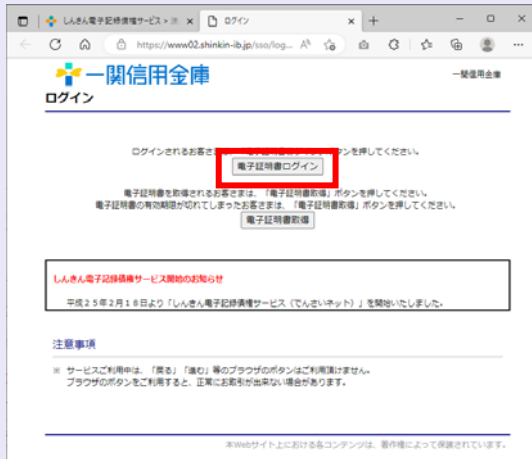 しんきん電子記録債権サービス > ロ
ログイン
https://www02.shinkin-ib.jp/sso/log...
一関信用金庫
一関信用金庫
ログイン
ログインされるお客さ ボタンを押してください。
電子証明書ログイン
電子証明書を取得されるお客さまは、「電子証明書取得」ボタンを押してください。
電子証明書の有効期限が切れてしまったお客さまは、「電子証明書取得」ボタンを押してください。
電子証明書取得
しんきん電子記録債権サービス開始のお知らせ
平成25年2月18日より「しんきん電子記録債権サービス（でんさいネット）」を開始いたしました。
注意事項
※ サービスご利用中は、「戻る」「進む」等のブラウザのボタンはご利用頂けません。
ブラウザのボタンをご利用すると、正常にお取引が出来ない場合があります。
本Webサイト上における各コンテンツは、著作権によって保護されています。